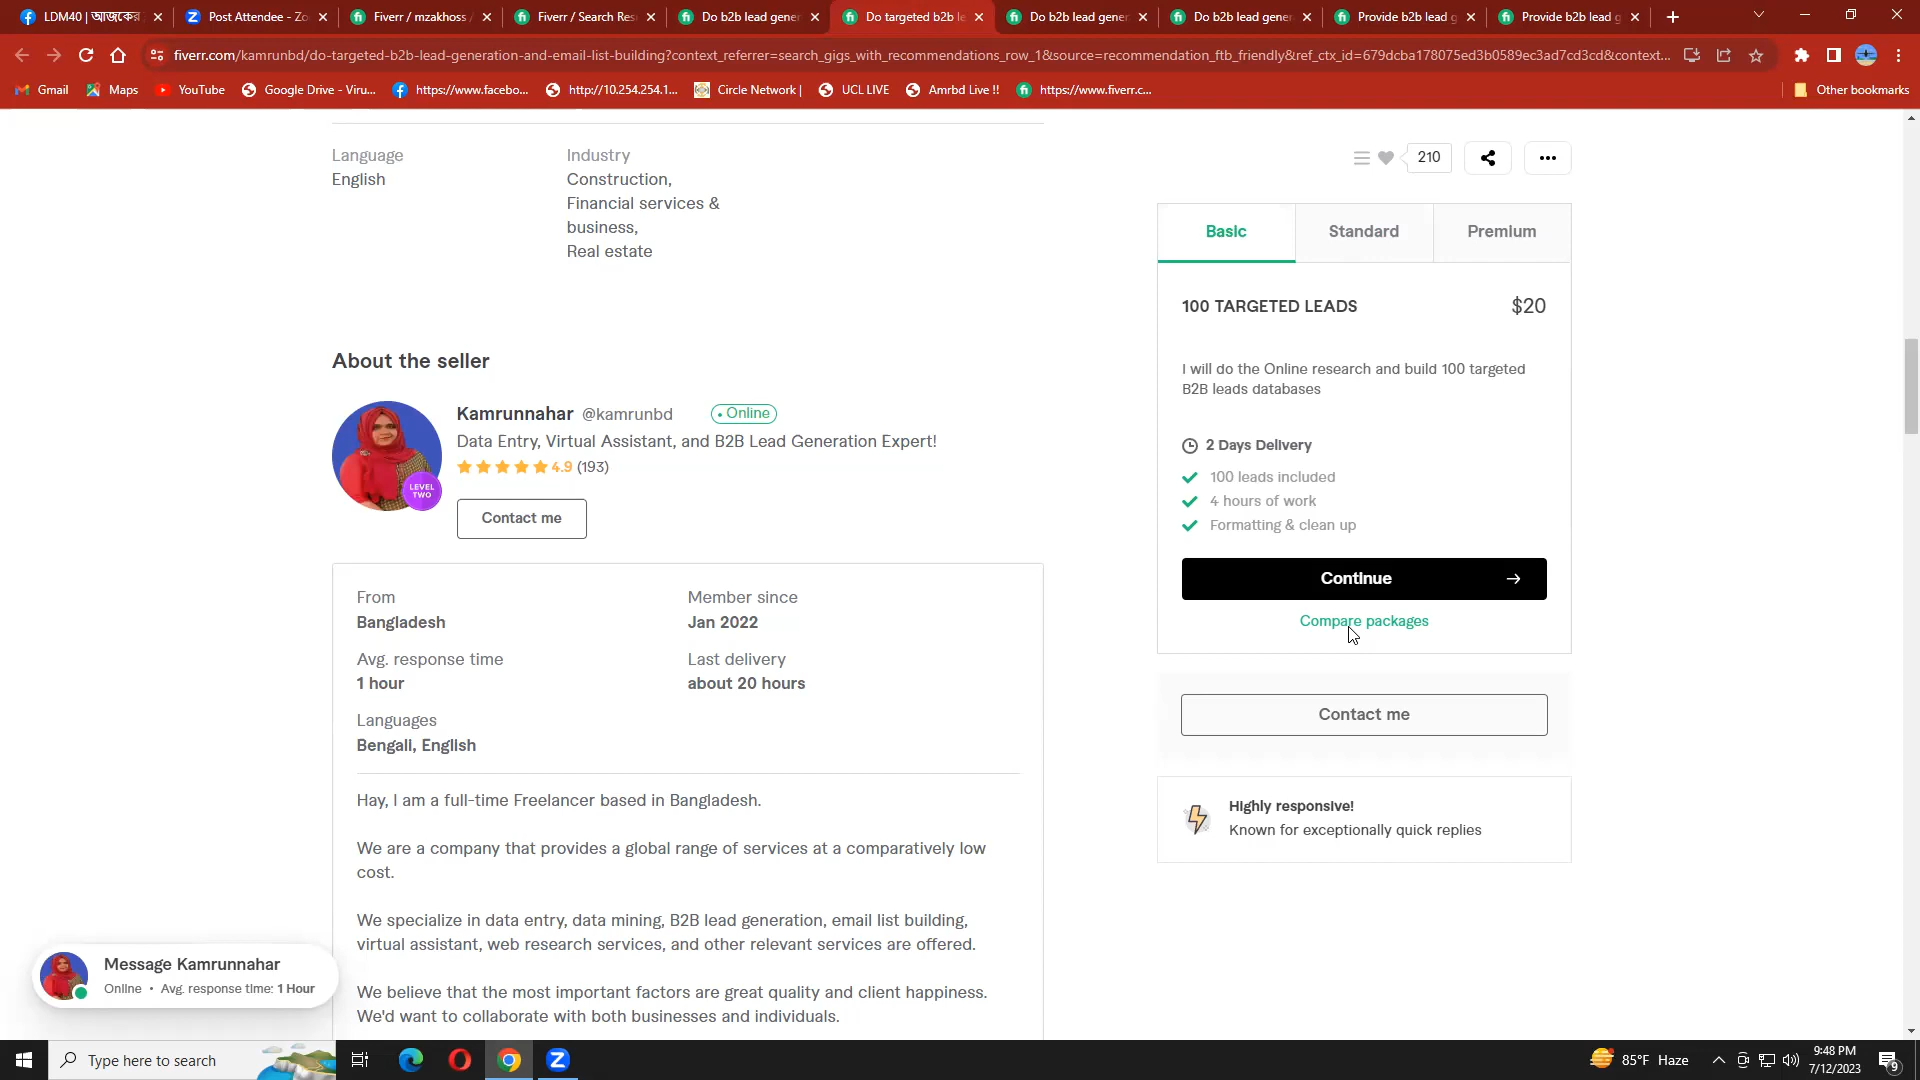 LDM40 | আজকের
Post Attendee - Zo
Fiverr / mzakhoss
Fiverr / Search Res
Do b2b lead gener
Do targeted b2b le
Do b2b lead gener
Do b2b lead gener
Provide b2b lead g
Provide b2b lead g
fiverr.com/kamrunbd/do-targeted-b2b-lead-generation-and-email-list-building?context_referrer=search_gigs_with_recommendations_row_1&source=recommendation_ftb_friendly&ref_ctx_id=679dcba178075ed3b0589ec3ad7cd3cd&context...
Gmail
Maps
YouTube
Google Drive - Viru...
https://www.facebo...
http://10.254.254.1...
Circle Network |
UCL LIVE
Amrbd Live !!
https://www.fiverr.c...
Other bookmarks
Language
English
Industry
Construction,
Financial services &
business,
Real estate
210
Basic
Standard
Premium
100 TARGETED LEADS
$20
I will do the Online research and build 100 targeted
B2B leads databases
2 Days Delivery
100 leads included
4 hours of work
Formatting & clean up
Continue
Compare packages
Contact me
Highly responsive!
Known for exceptionally quick replies
About the seller
Kamrunnahar @kamrunbd
• Online
Data Entry, Virtual Assistant, and B2B Lead Generation Expert!
4.9 (193)
LEVEL
TWO
Contact me
From
Bangladesh
Member since
Jan 2022
Avg. response time
1 hour
Last delivery
about 20 hours
Languages
Bengali, English
Hay, I am a full-time Freelancer based in Bangladesh.
We are a company that provides a global range of services at a comparatively low
cost.
We specialize in data entry, data mining, B2B lead generation, email list building,
virtual assistant, web research services, and other relevant services are offered.
We believe that the most important factors are great quality and client happiness.
We'd want to collaborate with both businesses and individuals.
Message Kamrunnahar
Online • Avg. response time: 1 Hour
Type here to search
85°F Haze
9:48 PM
7/12/2023
9